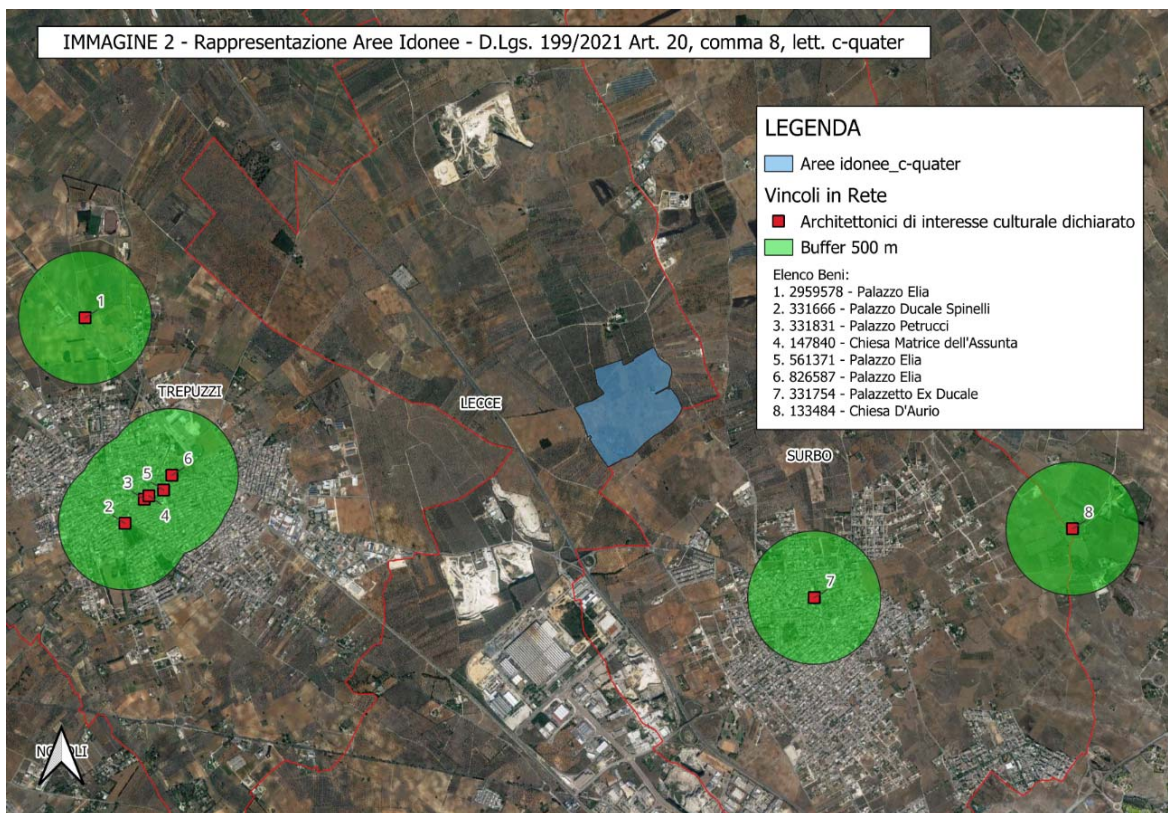 IMMAGINE 2 - Rappresentazione Aree Idonee - D.Lgs. 199/2021 Art. 20, comma 8, lett. c-quater
LEGENDA
Aree idonee_c-quater
Vincoli in Rete
Architettonici di interesse culturale dichiarato
Buffer 500 m
Elenco Beni:
1. 2959578 - Palazzo Elia
2. 331666 - Palazzo Ducale Spinelli
3. 331831 - Palazzo Petrucci
4. 147840 - Chiesa Matrice dell'Assunta
5. 561371 - Palazzo Elia
6. 826587 - Palazzo Elia
7. 331754 - Palazzetto Ex Ducale
8. 133484 - Chiesa D'Aurio
1
TREPUZZI
LECCE
SURBO
6
5
3
4
2
8
7